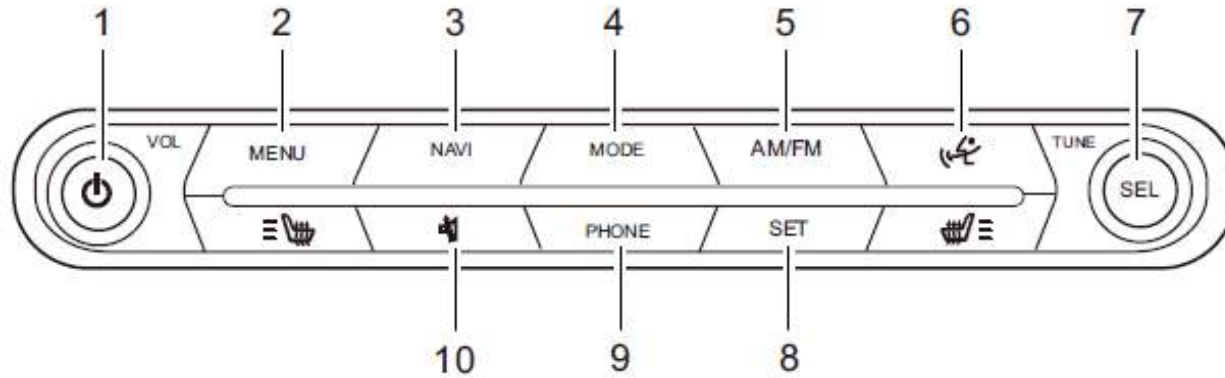 1 2 3 4 5 6 7
VOL MENU NAVI MODE AM/FM TUNE
SEL
PHONE SET
10 9 8